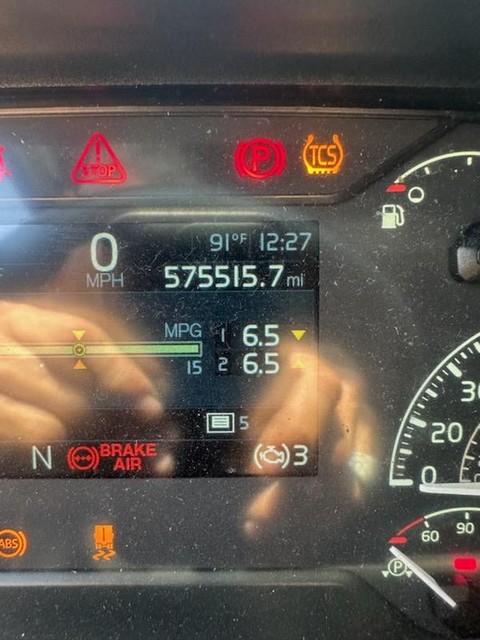 STOP
P
TCS
0
91°F 12:27
MPH
575515.7 mi
MPG 1 6.5
15 2 6.5
5
N BRAKE AIR 3
30
20
0
ABS
60 90
P